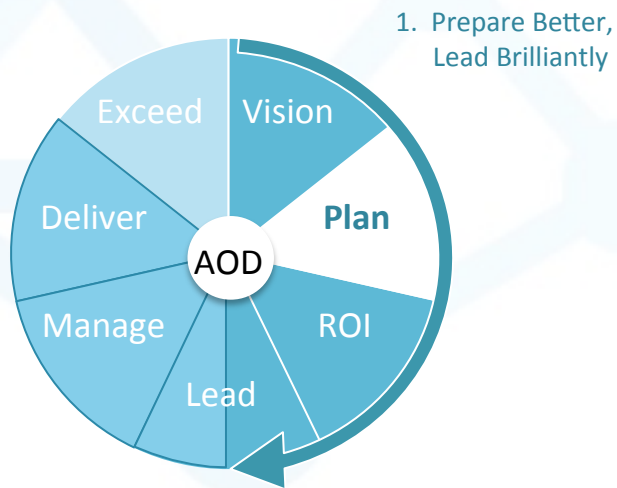 1. Prepare Better,
Lead Brilliantly
Exceed
Vision
Deliver
Plan
AOD
Manage
ROI
Lead